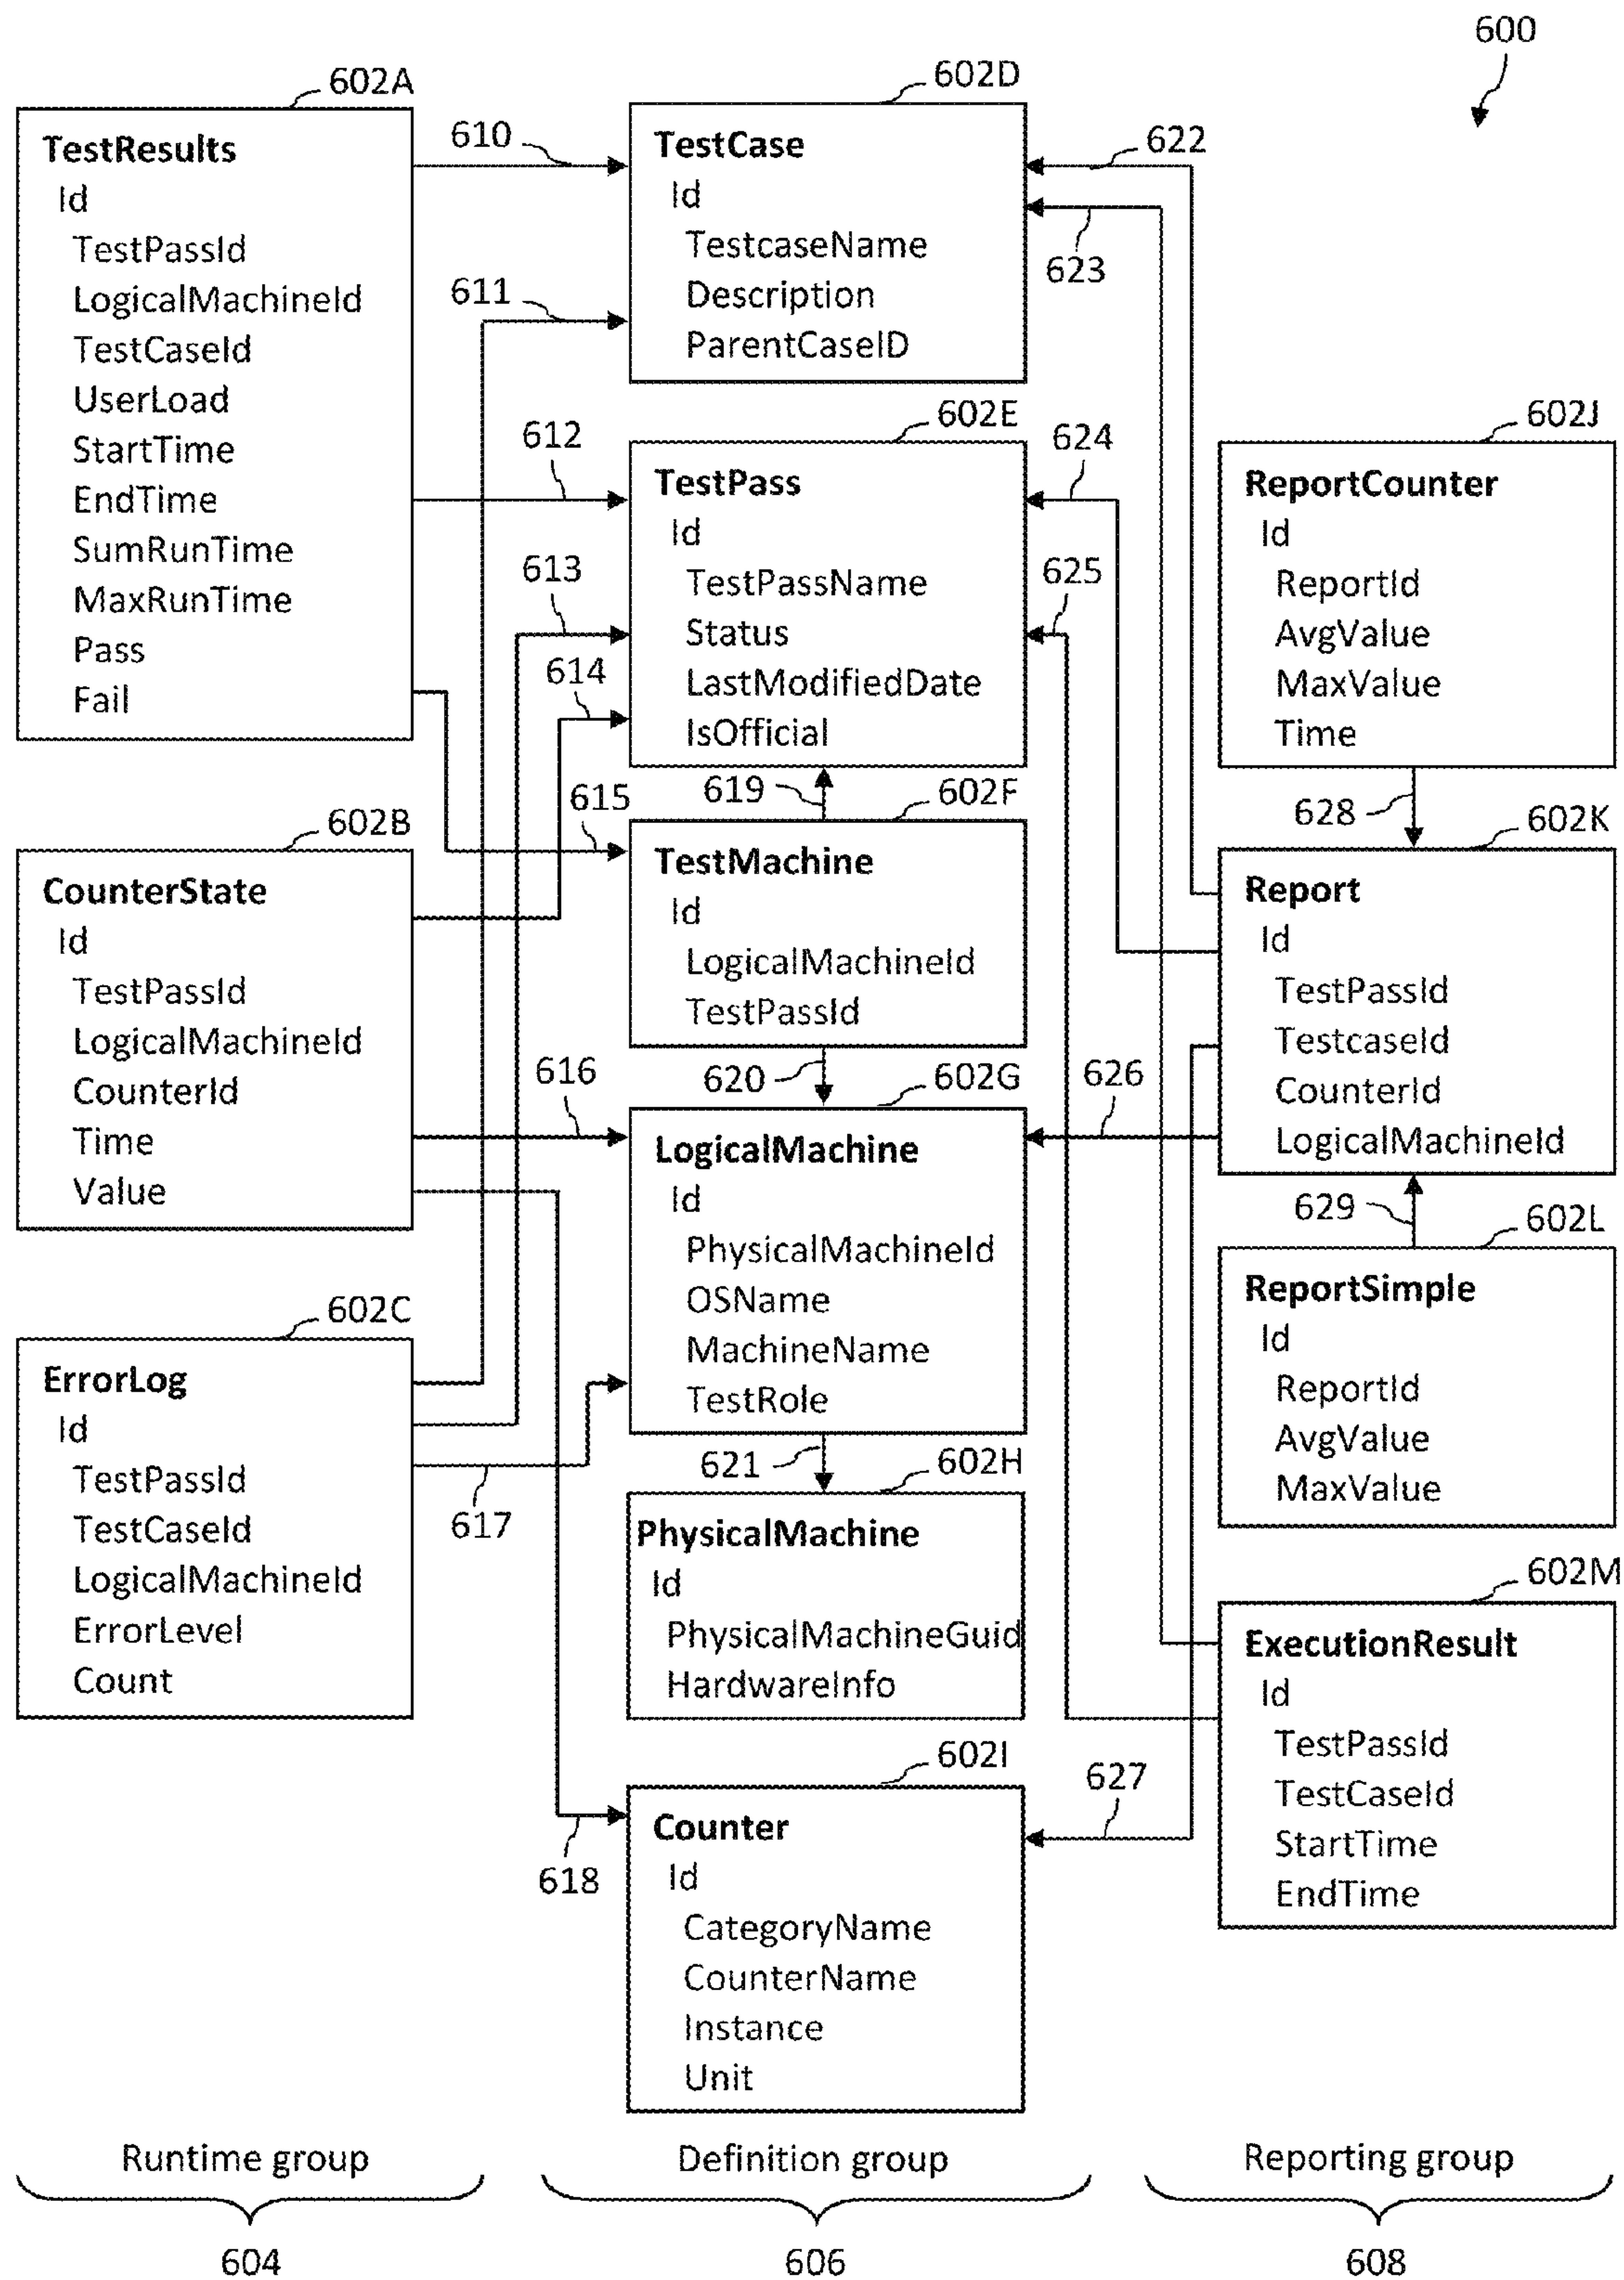 600
602A
TestResults
Id
TestPassId
LogicalMachineId
TestCaseId
UserLoad
StartTime
EndTime
SumRunTime
MaxRunTime
Pass
Fail
602B
CounterState
Id
TestPassId
LogicalMachineId
CounterId
Time
Value
602C
ErrorLog
Id
TestPassId
TestCaseId
LogicalMachineId
ErrorLevel
Count
610
611
612
613
614
615
616
617
618
602D
TestCase
Id
TestcaseName
Description
ParentCaseID
602E
TestPass
Id
TestPassName
Status
LastModifiedDate
IsOfficial
619
602F
TestMachine
Id
LogicalMachineId
TestPassId
620
602G
LogicalMachine
Id
PhysicalMachineId
OSName
MachineName
TestRole
621
602H
PhysicalMachine
Id
PhysicalMachineGuid
HardwareInfo
602I
Counter
Id
CategoryName
CounterName
Instance
Unit
622
623
624
625
626
627
602J
ReportCounter
Id
ReportId
AvgValue
MaxValue
Time
628
602K
Report
Id
TestPassId
TestcaseId
CounterId
LogicalMachineId
629
602L
ReportSimple
Id
ReportId
AvgValue
MaxValue
602M
ExecutionResult
Id
TestPassId
TestCaseId
StartTime
EndTime
Runtime group
Definition group
Reporting group
604
606
608